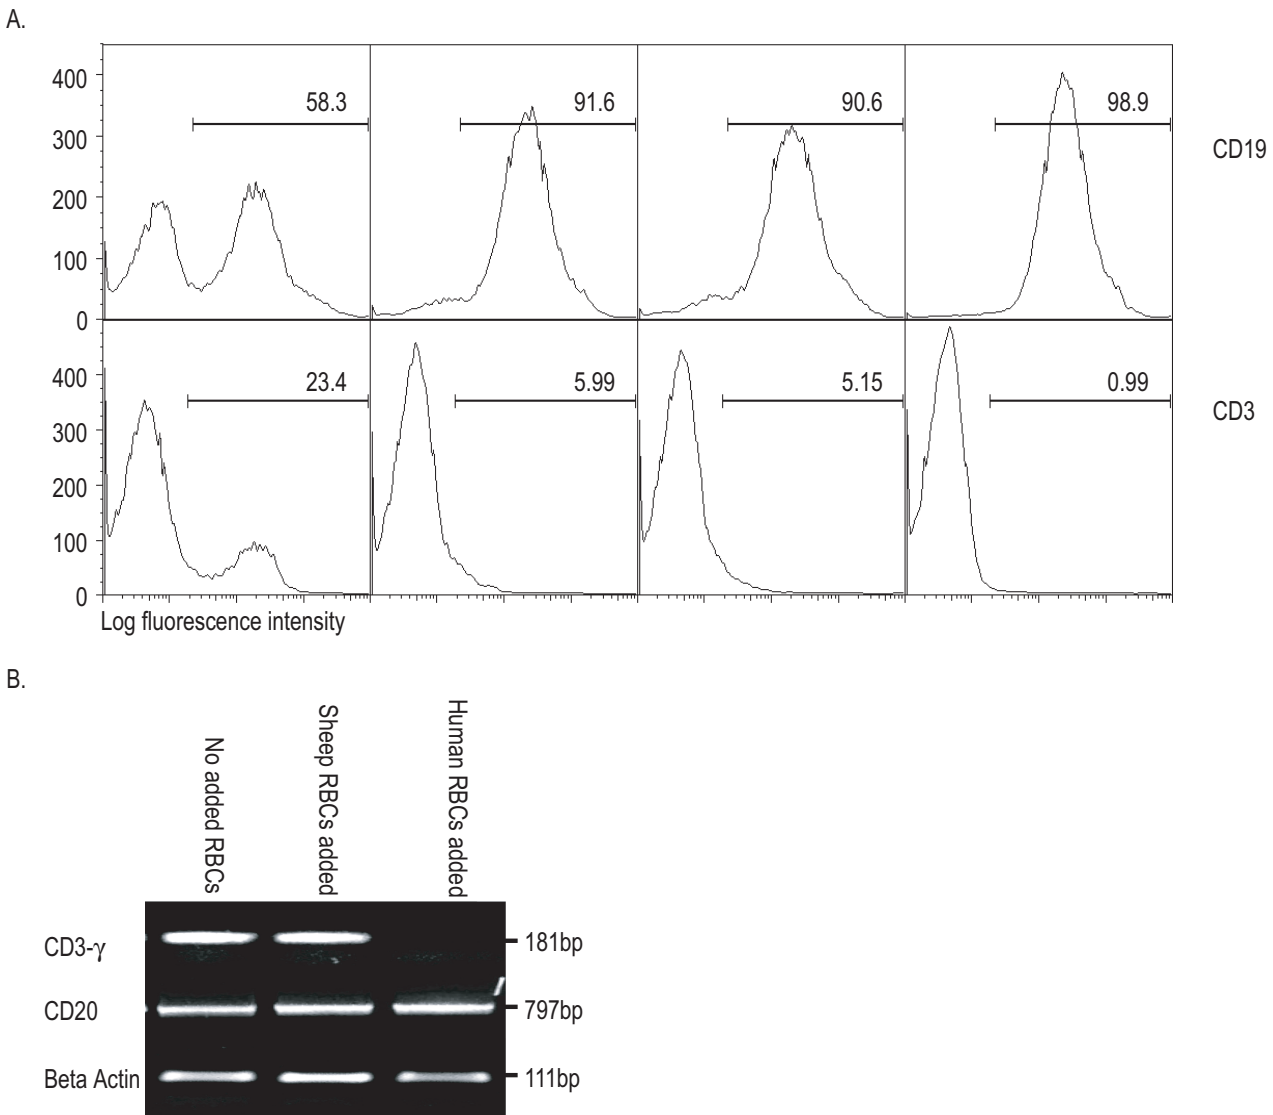 A.
400
300
200
100
0
58.3
91.6
90.6
98.9
CD19
400
300
200
100
0
23.4
5.99
5.15
0.99
CD3
Log fluorescence intensity
B.
No added RBCs
Sheep RBCs added
Human RBCs added
CD3-γ
181bp
CD20
797bp
Beta Actin
111bp